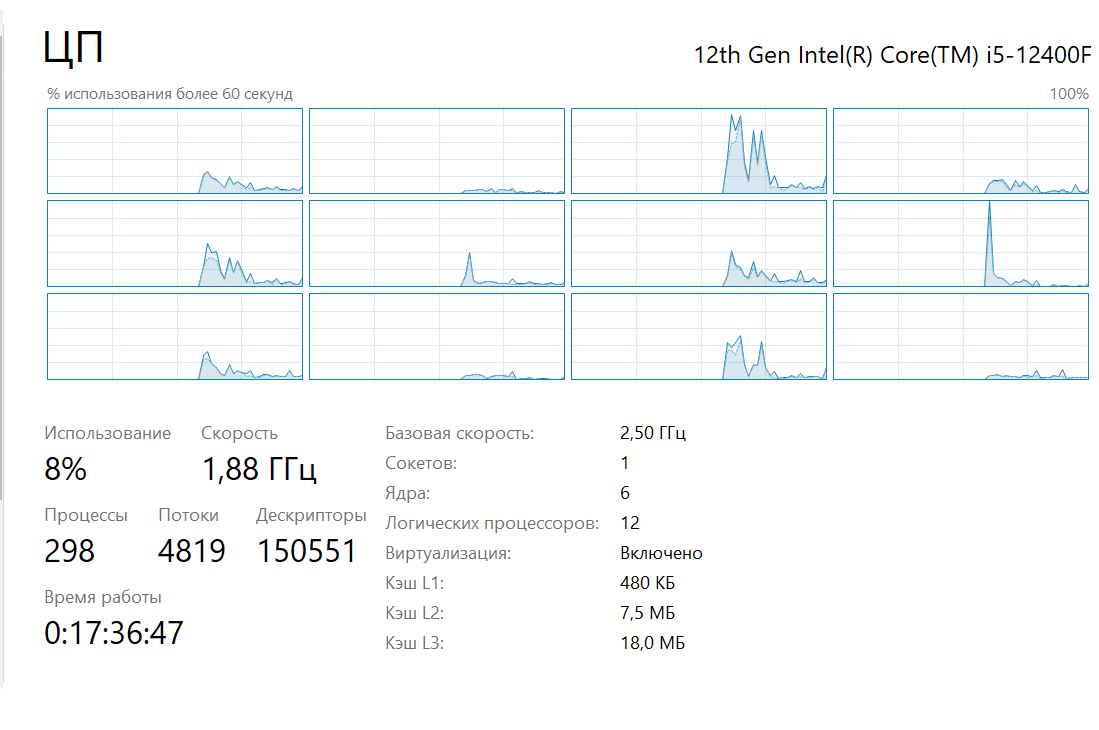 ЦП
12th Gen Intel(R) Core(TM) i5-12400F
% использования более 60 секунд
100%
Использование Скорость
8% 1,88 ГГц
Процессы Потоки Дескрипторы
298 4819 150551
Время работы
0:17:36:47
Базовая скорость: 2,50 ГГц
Сокетов: 1
Ядра: 6
Логических процессоров: 12
Виртуализация: Включено
Кэш L1: 480 КБ
Кэш L2: 7,5 МБ
Кэш L3: 18,0 МБ